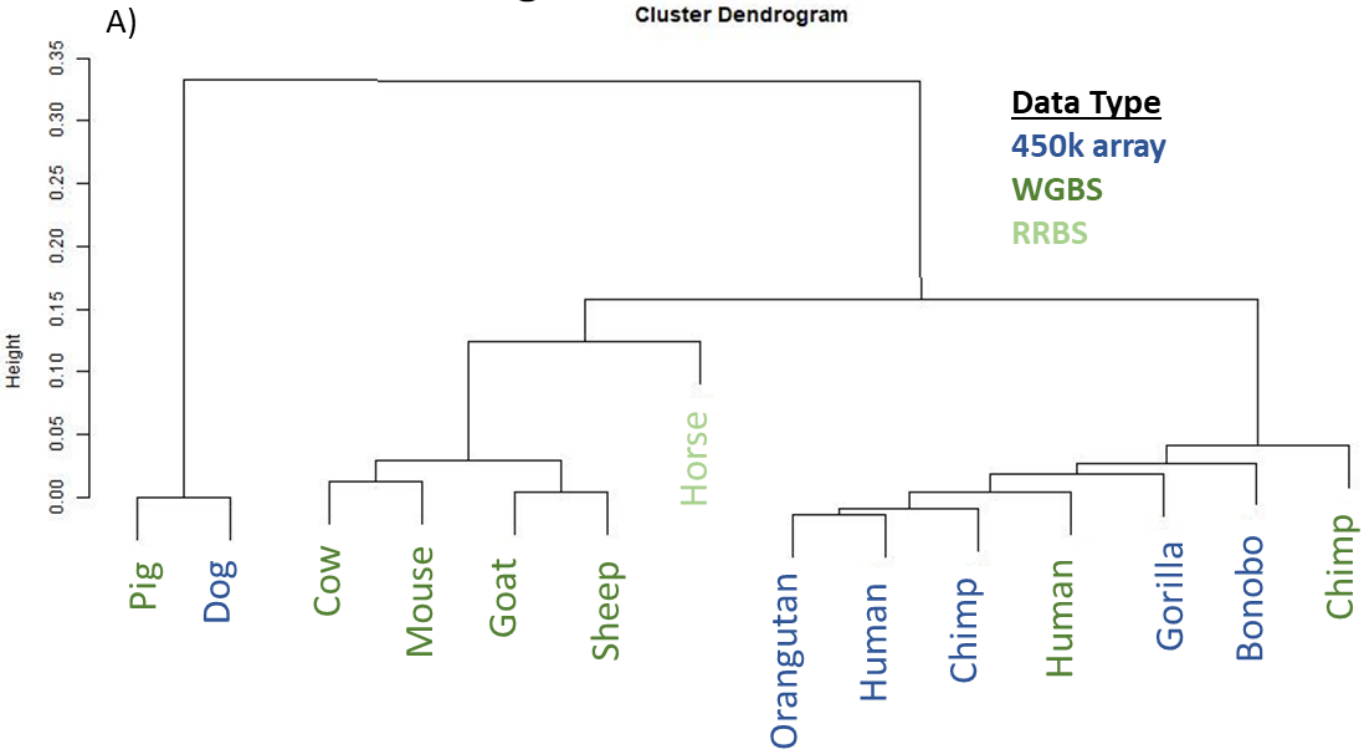 A)
Cluster Dendrogram
Height
0.35
0.30
0.25
0.20
0.15
0.10
0.05
0.00
Data Type
450k array
WGBS
RRBS
Pig
Dog
Cow
Mouse
Goat
Sheep
Horse
Orangutan
Human
Chimp
Human
Gorilla
Bonobo
Chimp